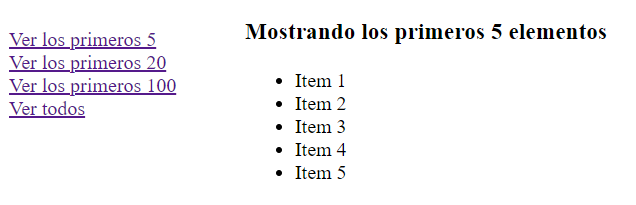 Ver los primeros 5
Ver los primeros 20
Ver los primeros 100
Ver todos
Mostrando los primeros 5 elementos
Item 1
Item 2
Item 3
Item 4
Item 5